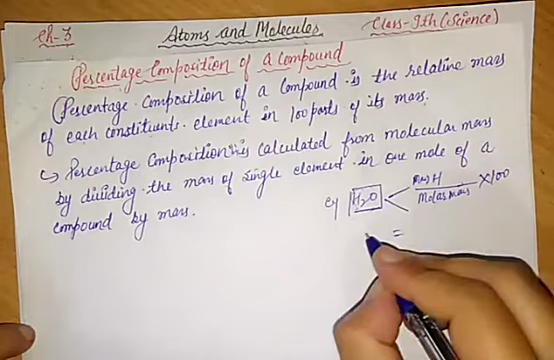 Ch-3 Atoms and Molecules Class-9th (Science)
Percentage Composition of a Compound
Percentage Composition of a Compound is the relative mass
of each constituents element in 100 parts of its mass.
↪ Percentage Composition is calculated from molecular mass
by dividing the mass of single element in one mole of a
compound by mass.
eg H₂O < Mass H / Molar mass × 100
=